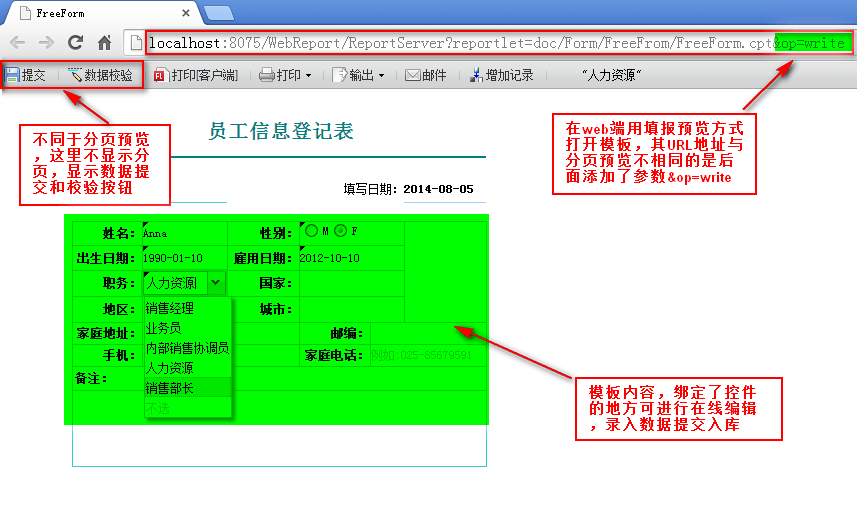 FreeForm
localhost:8075/WebReport/ReportServer?reportlet=doc/Form/FreeFrom/FreeForm.cpt&op=write
提交 数据校验 打印[客户端] 打印 输出 邮件 增加记录 "人力资源"
不同于分页预览
，这里不显示分
页，显示数据提
交和校验按钮
在web端用填报预览方式
打开模板，其URL地址与
分页预览不相同的是后
面添加了参数&op=write
员工信息登记表
填写日期：2014-08-05
姓名： Anna 性别： M F
出生日期： 1990-01-10 雇用日期： 2012-10-10
职务： 人力资源 国家：
地区： 城市：
家庭地址： 邮编：
手机： 家庭电话： 例如:025-85679591
备注：
销售经理
业务员
内部销售协调员
人力资源
销售部长
不选
模板内容，绑定了控件
的地方可进行在线编辑
，录入数据提交入库